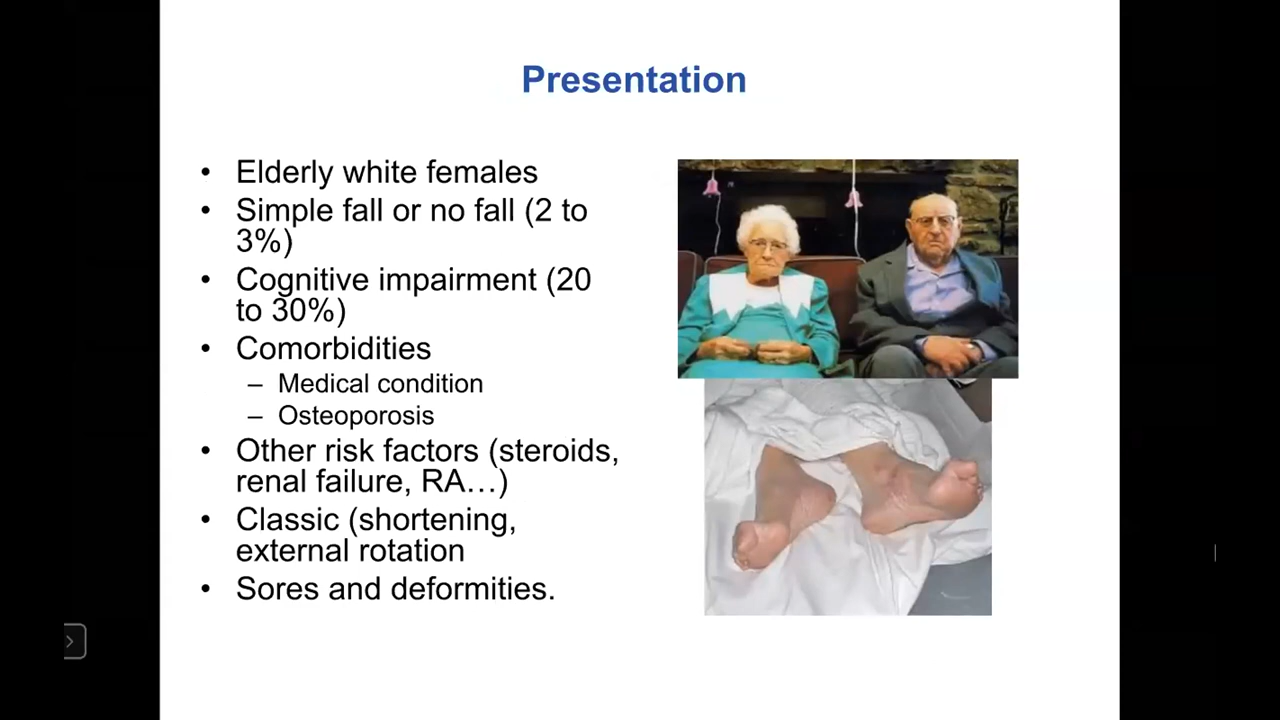 Presentation
• Elderly white females
• Simple fall or no fall (2 to
3%)
• Cognitive impairment (20
to 30%)
• Comorbidities
– Medical condition
– Osteoporosis
• Other risk factors (steroids,
renal failure, RA…)
• Classic (shortening,
external rotation
• Sores and deformities.